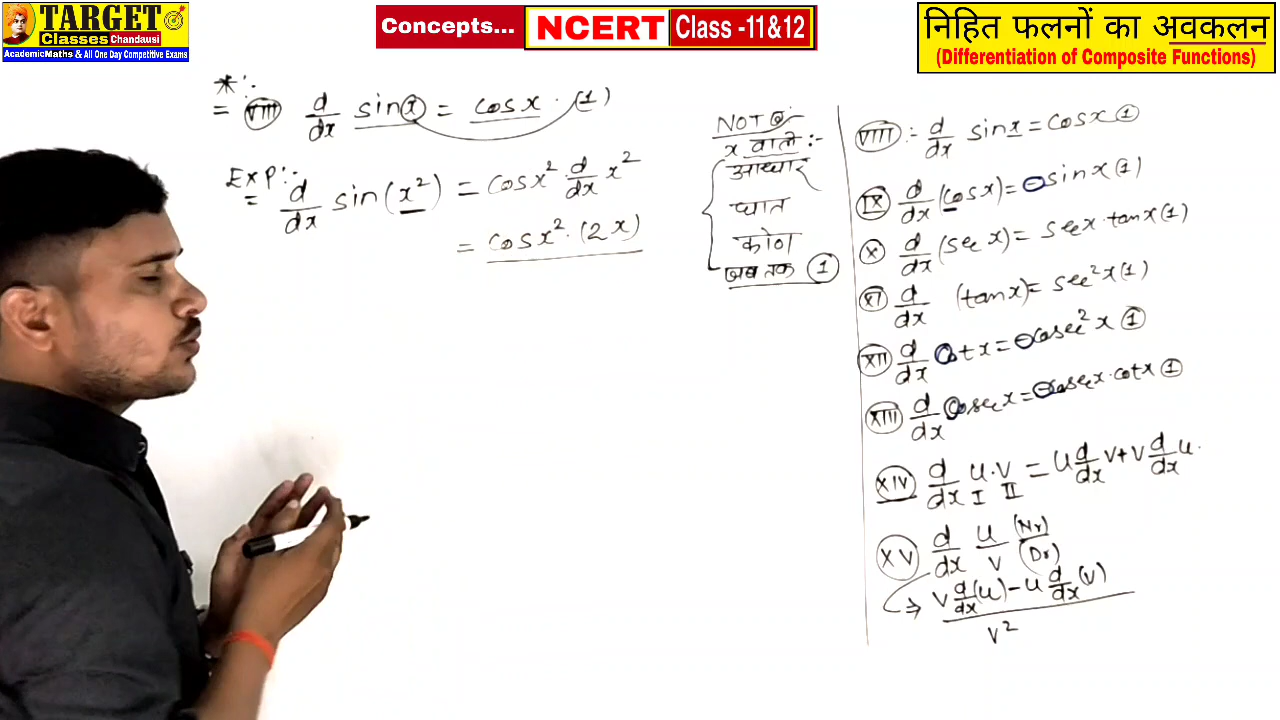 TARGET
Classes Chandausi
Academic Maths & All One Day Competitive Exams
Concepts...
NCERT
Class -11&12
निहित फलनों का अवकलन
(Differentiation of Composite Functions)
*:-
= (VIII) d/dx sin x = cos x · (1)
EXP:- d/dx sin(x²) = cos x² · d/dx x²
= cos x² · (2x)
NOTE:-
x वाले :-
आधार
घात
कोण
जब तक (1)
(VIII) :- d/dx sin x = cos x (1)
(IX) d/dx (cos x) = - sin x (1)
(X) d/dx (sec x) = sec x · tan x (1)
(XI) d/dx (tan x) = sec² x (1)
(XII) d/dx cot x = - cosec² x (1)
(XIII) d/dx cosec x = - cosec x · cot x (1)
(XIV) d/dx u·v = u d/dx v + v d/dx u
I II
(XV) d/dx u/v (Nr)/(Dr)
⇒ (v d/dx (u) - u d/dx (v)) / v²